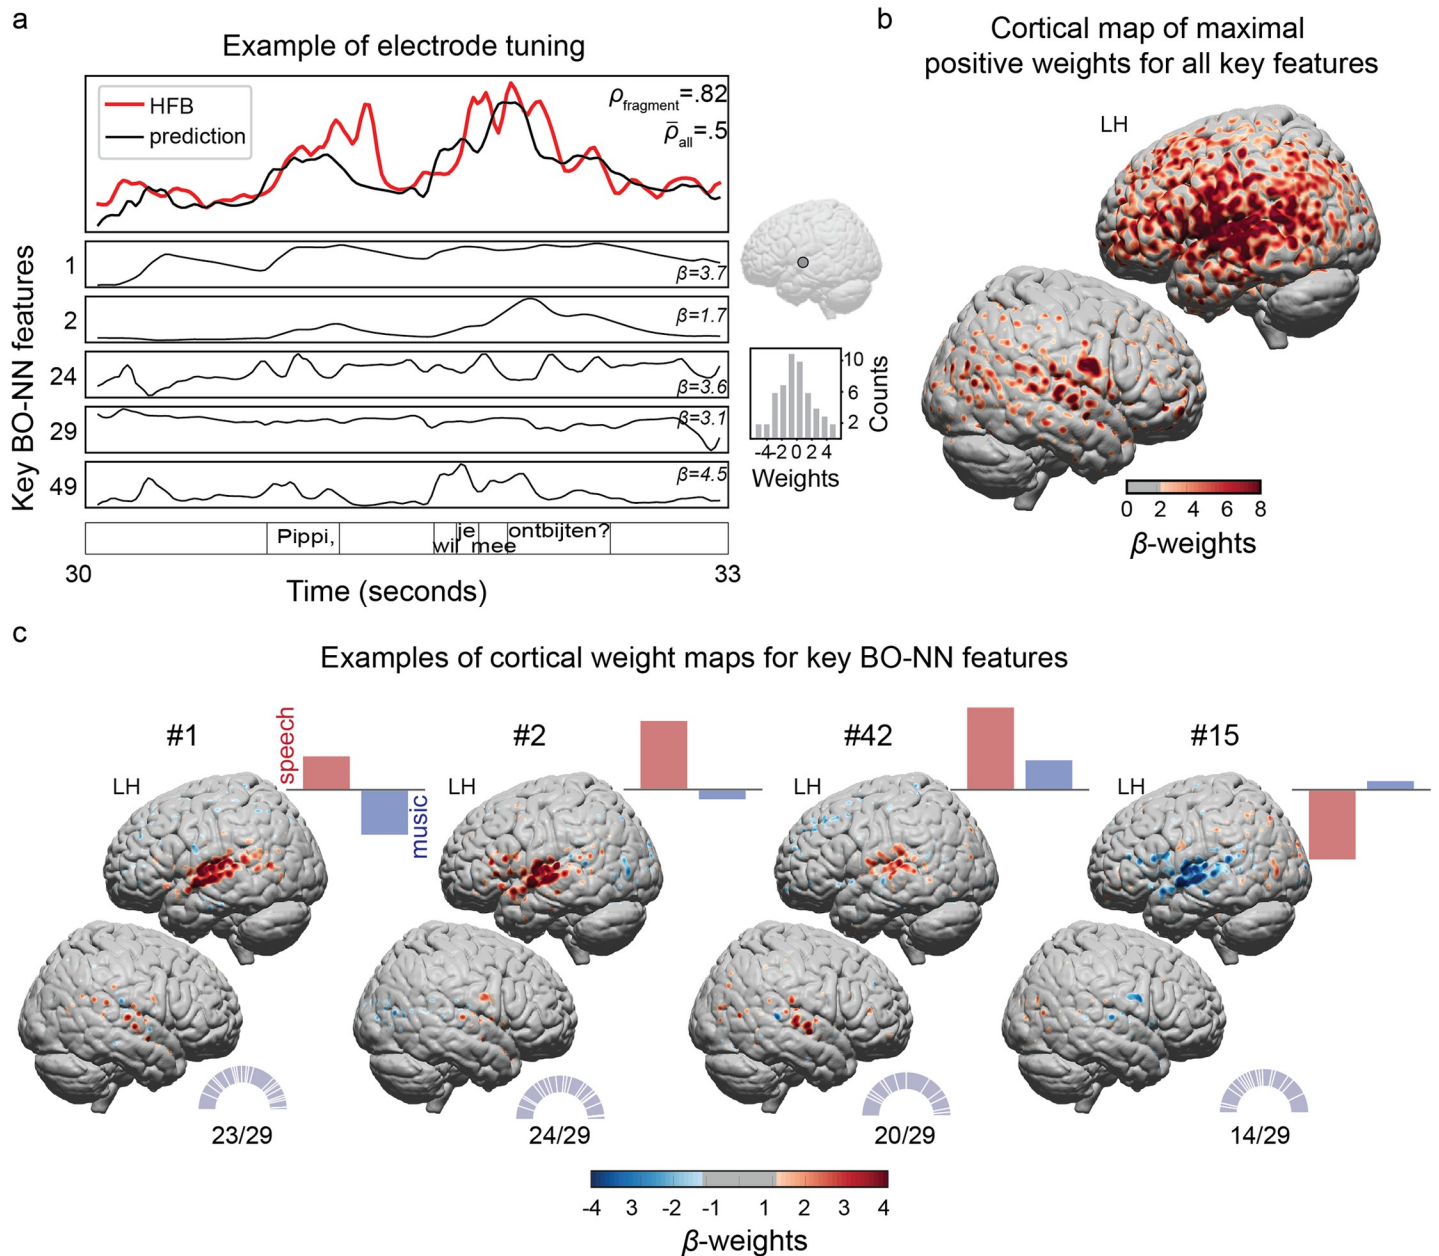 a
Example of electrode tuning
HFB
prediction
ρfragment=.82
ρ̄all=.5
Key BO-NN features
1
β=3.7
2
β=1.7
24
β=3.6
29
β=3.1
49
β=4.5
Pippi,
wil
je
mee
ontbijten?
30
33
Time (seconds)
10
6
2
Counts
-4-2 0 2 4
Weights
b
Cortical map of maximal
positive weights for all key features
LH
0 2 4 6 8
β-weights
c
Examples of cortical weight maps for key BO-NN features
#1
speech
music
LH
23/29
#2
LH
24/29
#42
LH
20/29
#15
LH
14/29
-4 3 -2 -1 1 2 3 4
β-weights